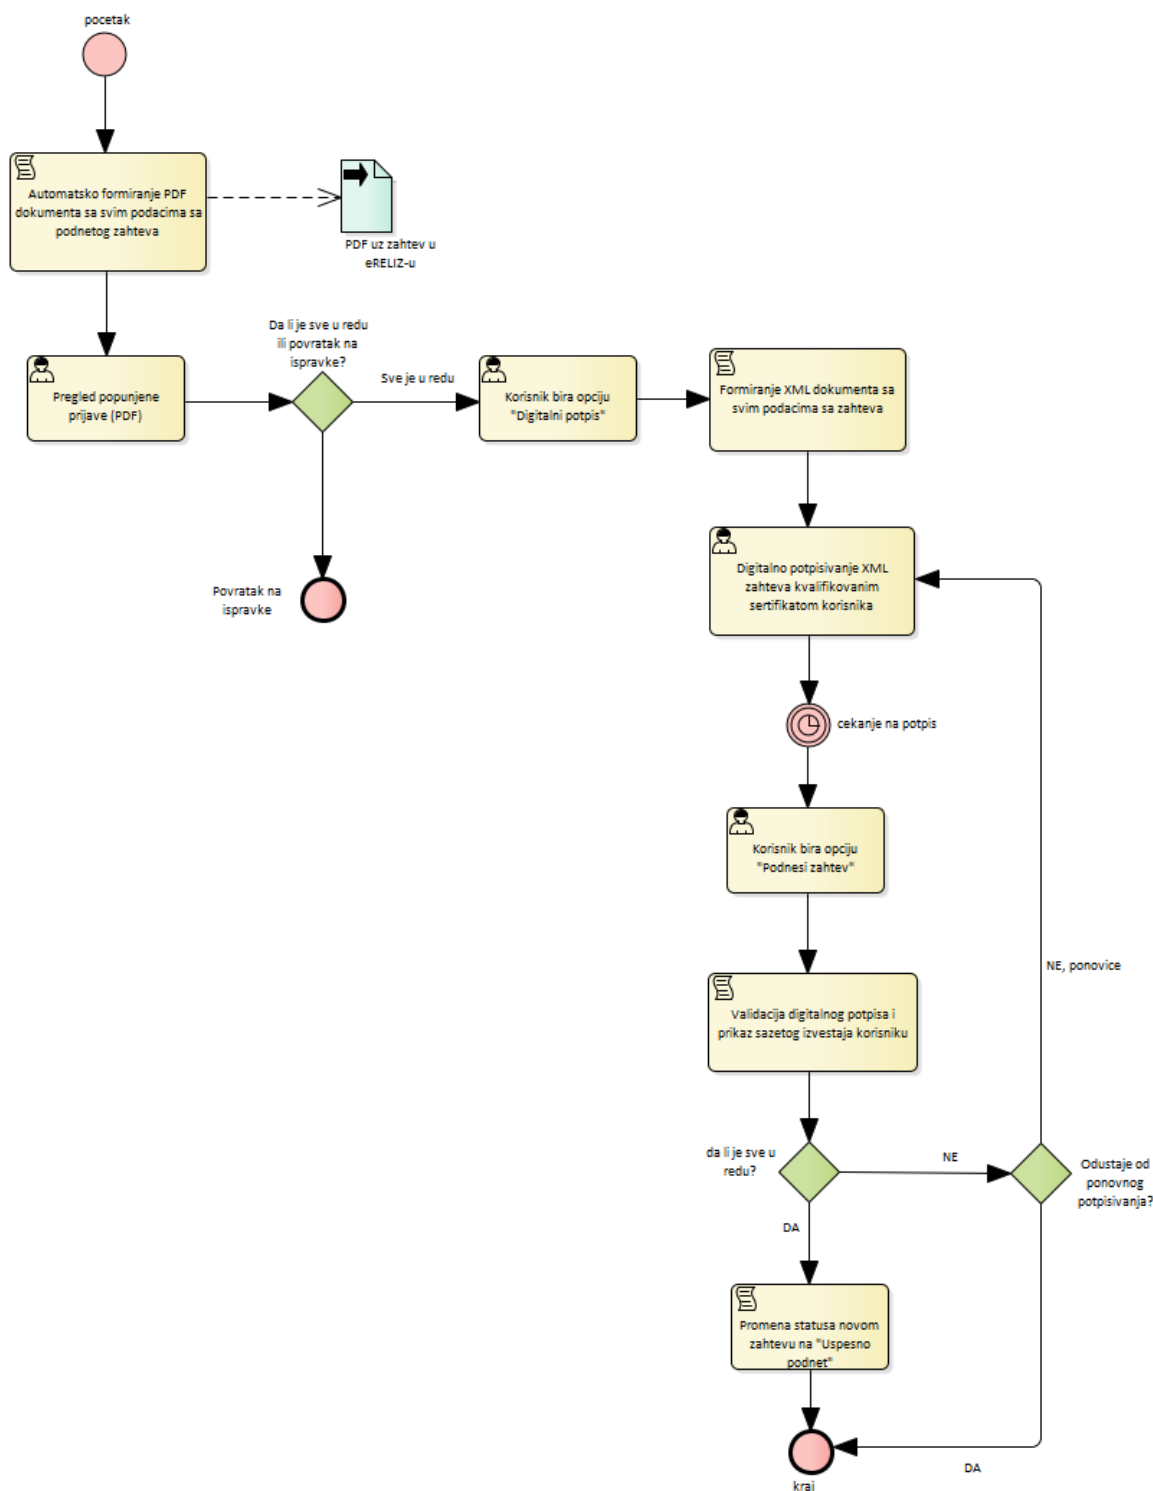 pocetak
Automatsko formiranje PDF
dokumenta sa svim podacima sa
podnetog zahteva
PDF uz zahtev u
eRELIZ-u
Pregled popunjene
prijave (PDF)
Da li je sve u redu
ili povratak na
ispravke?
Sve je u redu
Korisnik bira opciju
"Digitalni potpis"
Formiranje XML dokumenta sa
svim podacima sa zahteva
Povratak na
ispravke
Digitalno potpisivanje XML
zahteva kvalifikovanim
sertifikatom korisnika
cekanje na potpis
Korisnik bira opciju
"Podnesi zahtev"
NE, ponovice
Validacija digitalnog potpisa i
prikaz sazetog izvestaja korisniku
da li je sve u
redu?
NE
Odustaje od
ponovnog
potpisivanja?
DA
Promena statusa novom
zahtevu na "Uspesno
podnet"
DA
kraj